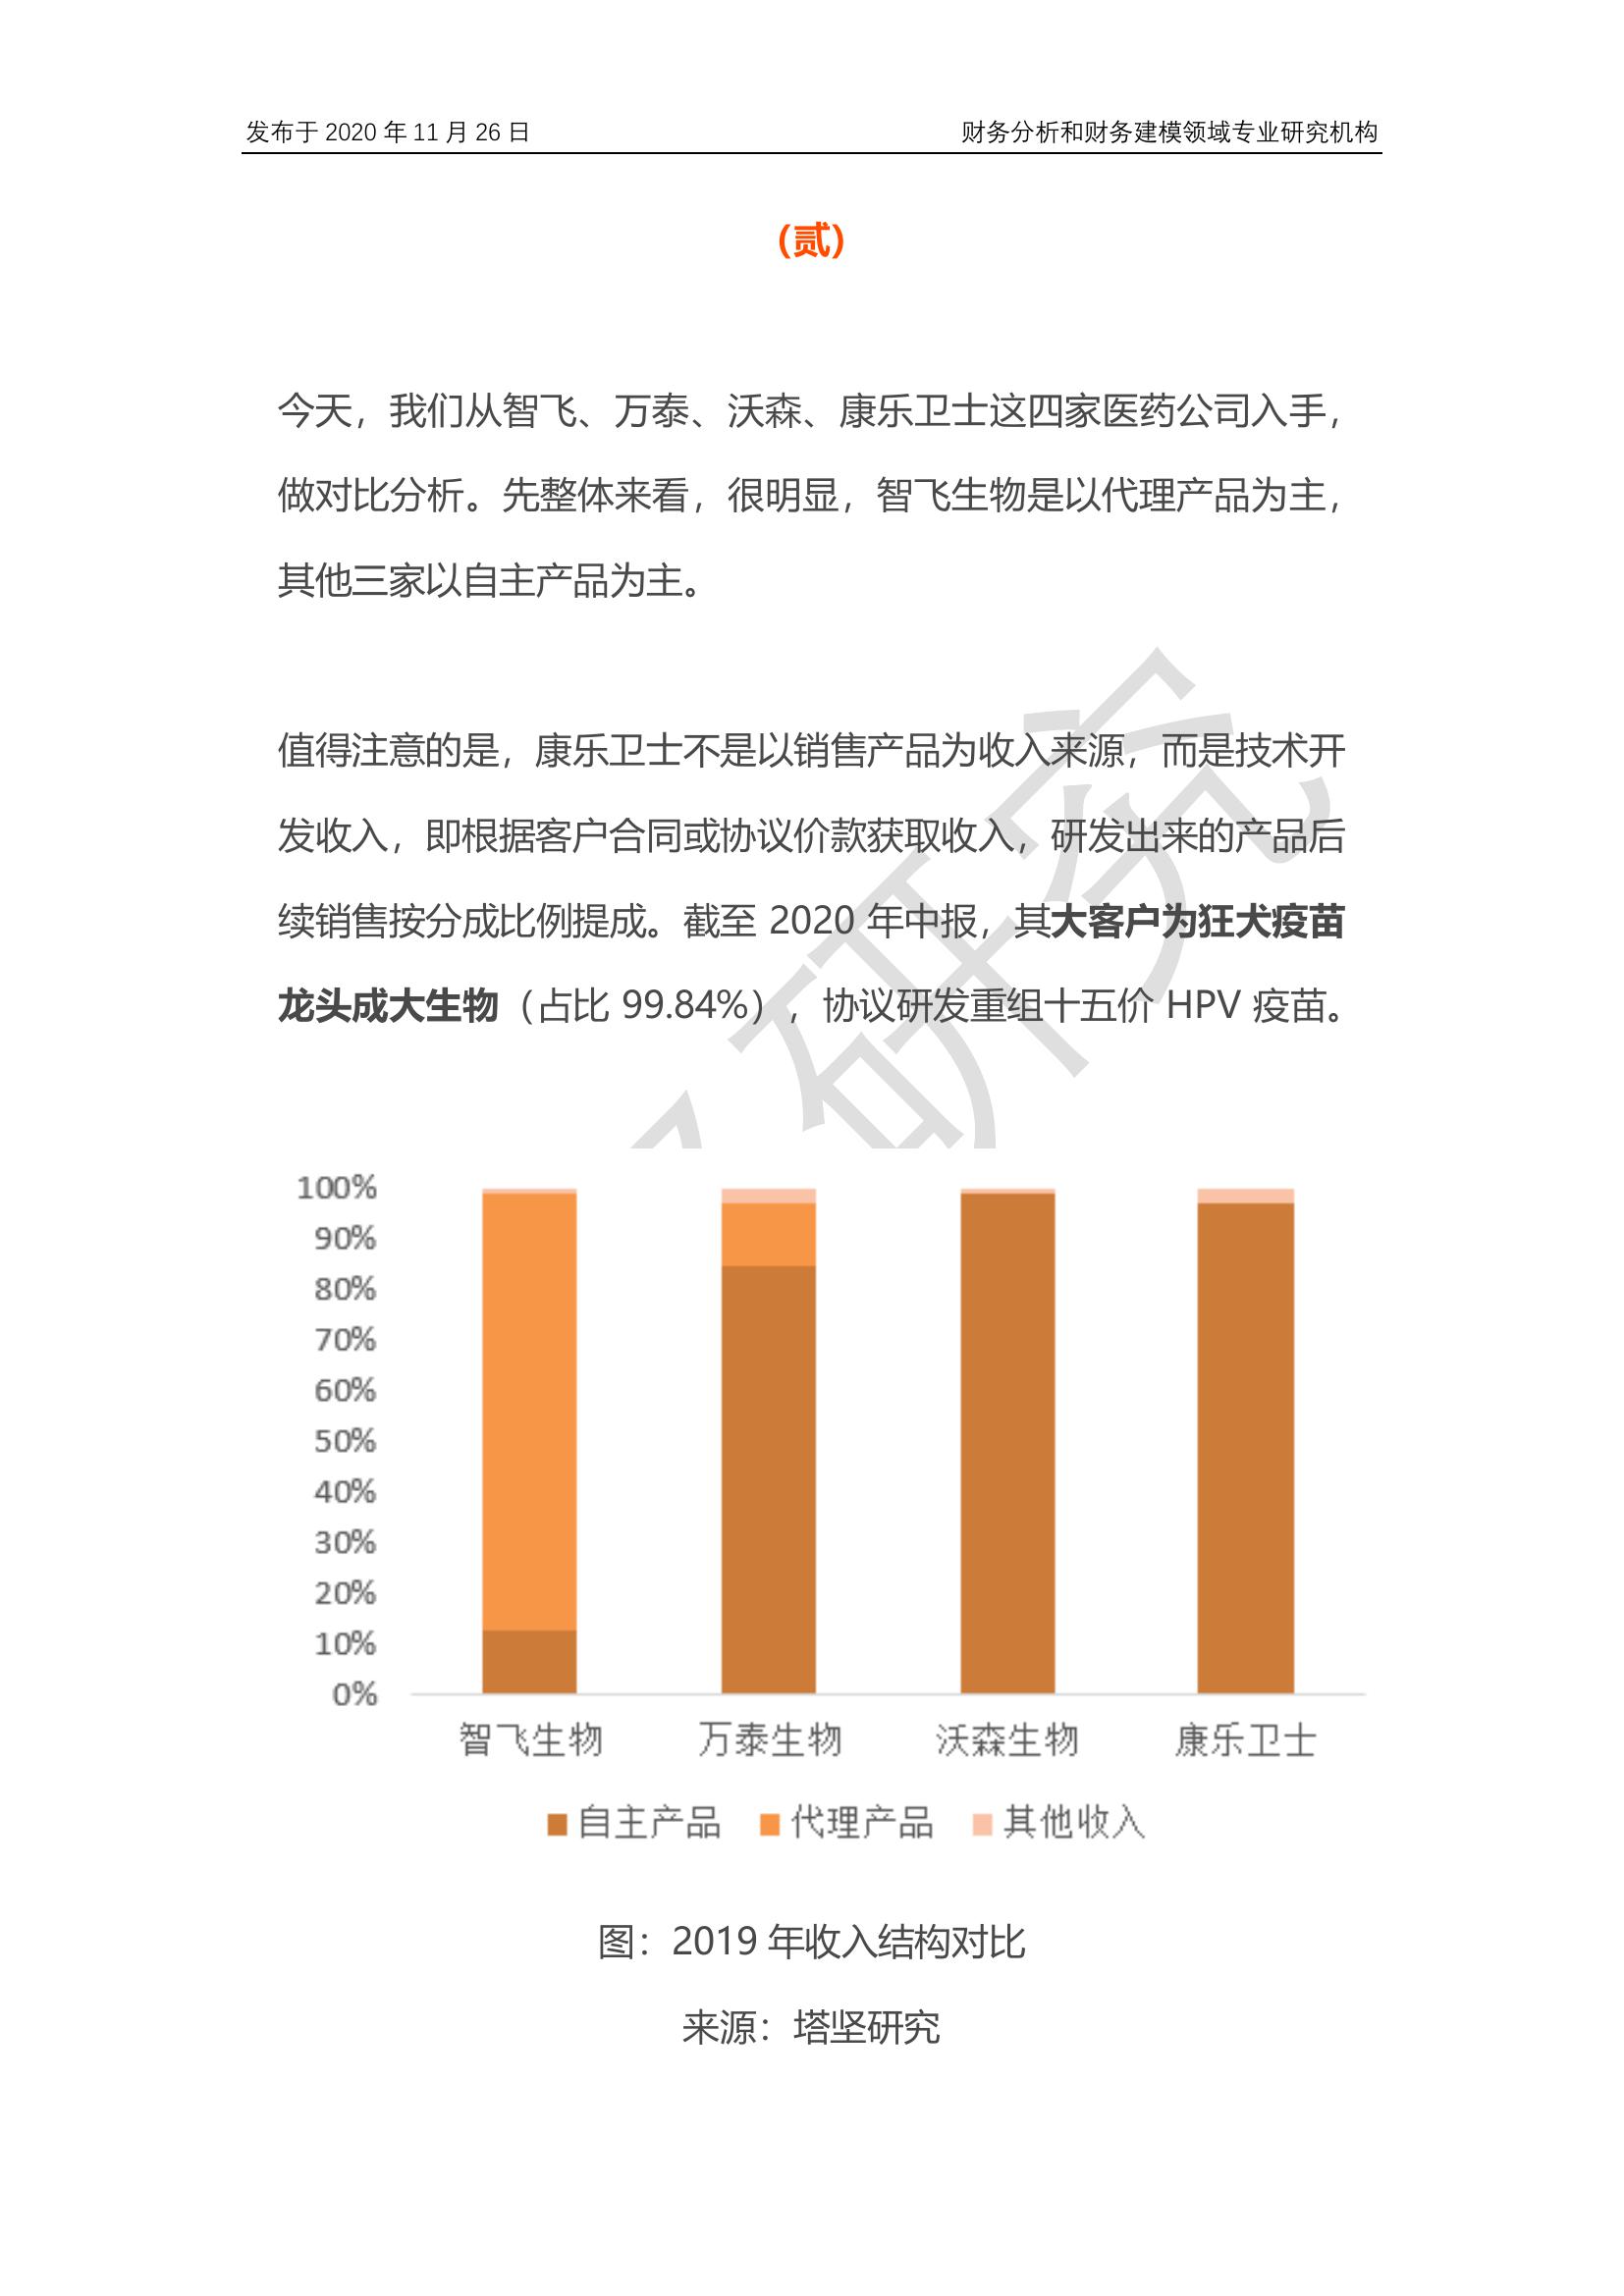 发布于 2020 年 11 月 26 日
财务分析和财务建模领域专业研究机构
(贰)
今天，我们从智飞、万泰、沃森、康乐卫士这四家医药公司入手，
做对比分析。先整体来看，很明显，智飞生物是以代理产品为主，
其他三家以自主产品为主。
值得注意的是，康乐卫士不是以销售产品为收入来源，而是技术开
发收入，即根据客户合同或协议价款获取收入，研发出来的产品后
续销售按分成比例提成。截至 2020 年中报，其大客户为狂犬疫苗
龙头成大生物（占比 99.84%），协议研发重组十五价 HPV 疫苗。
研究
100%
90%
80%
70%
60%
50%
40%
30%
20%
10%
0%
智飞生物 万泰生物 沃森生物 康乐卫士
自主产品 代理产品 其他收入
图：2019 年收入结构对比
来源：塔坚研究